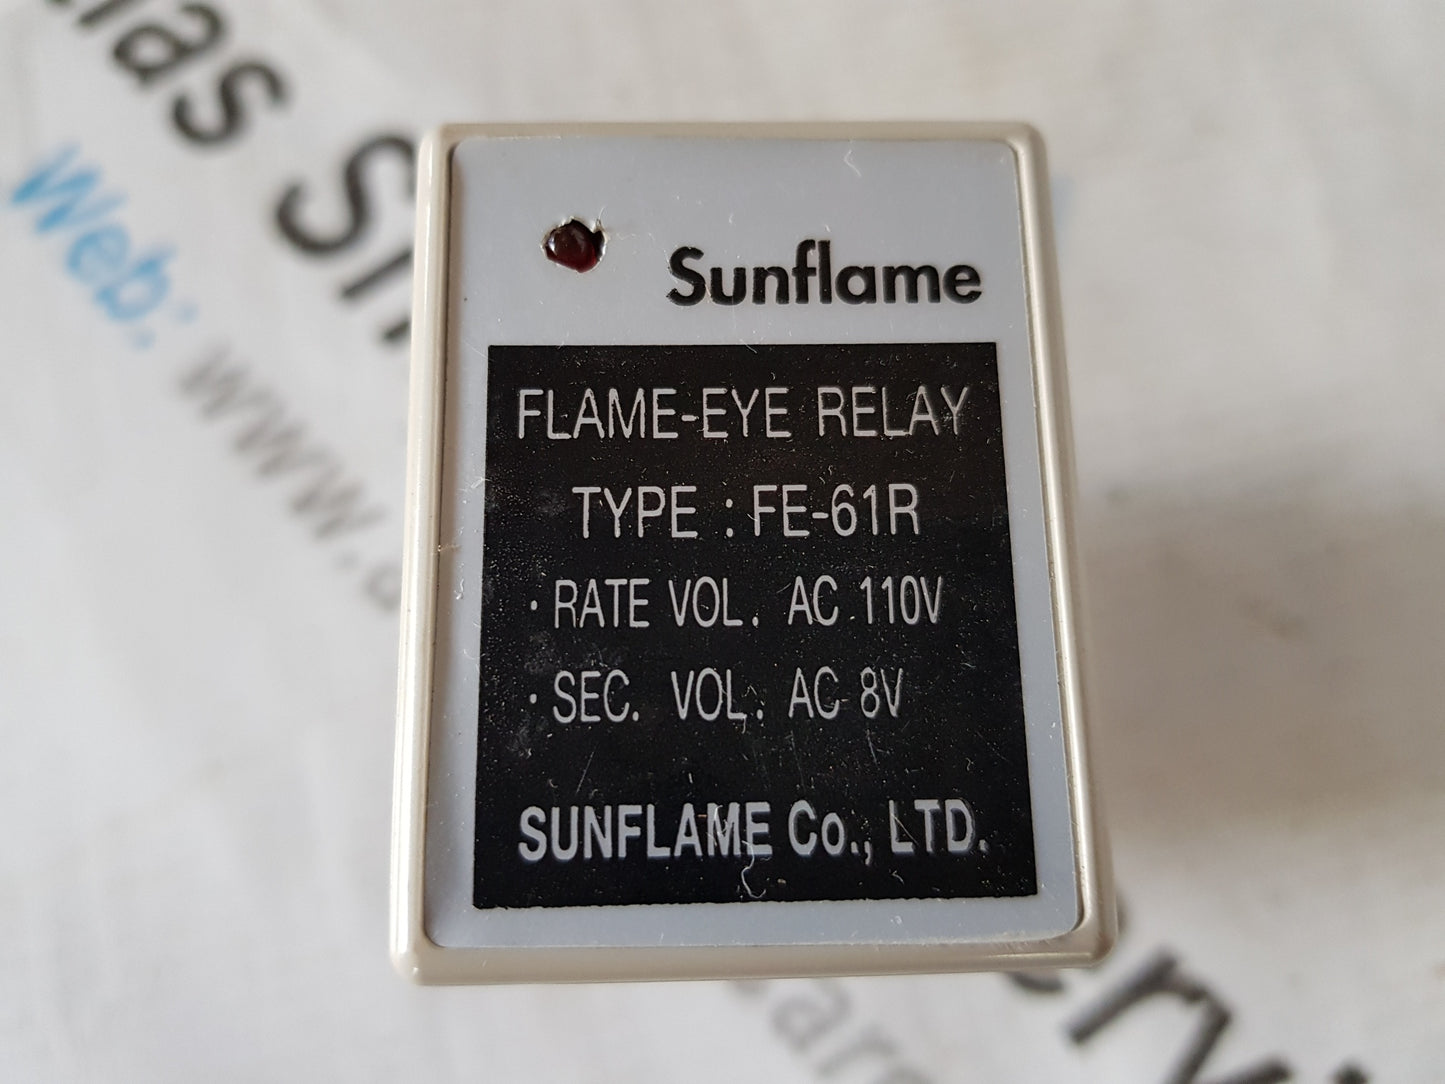 Sunflame
FLAME-EYE RELAY
TYPE : FE-61R
· RATE VOL. AC 110V
· SEC. VOL. AC 8V
SUNFLAME Co., LTD.
Web: www.